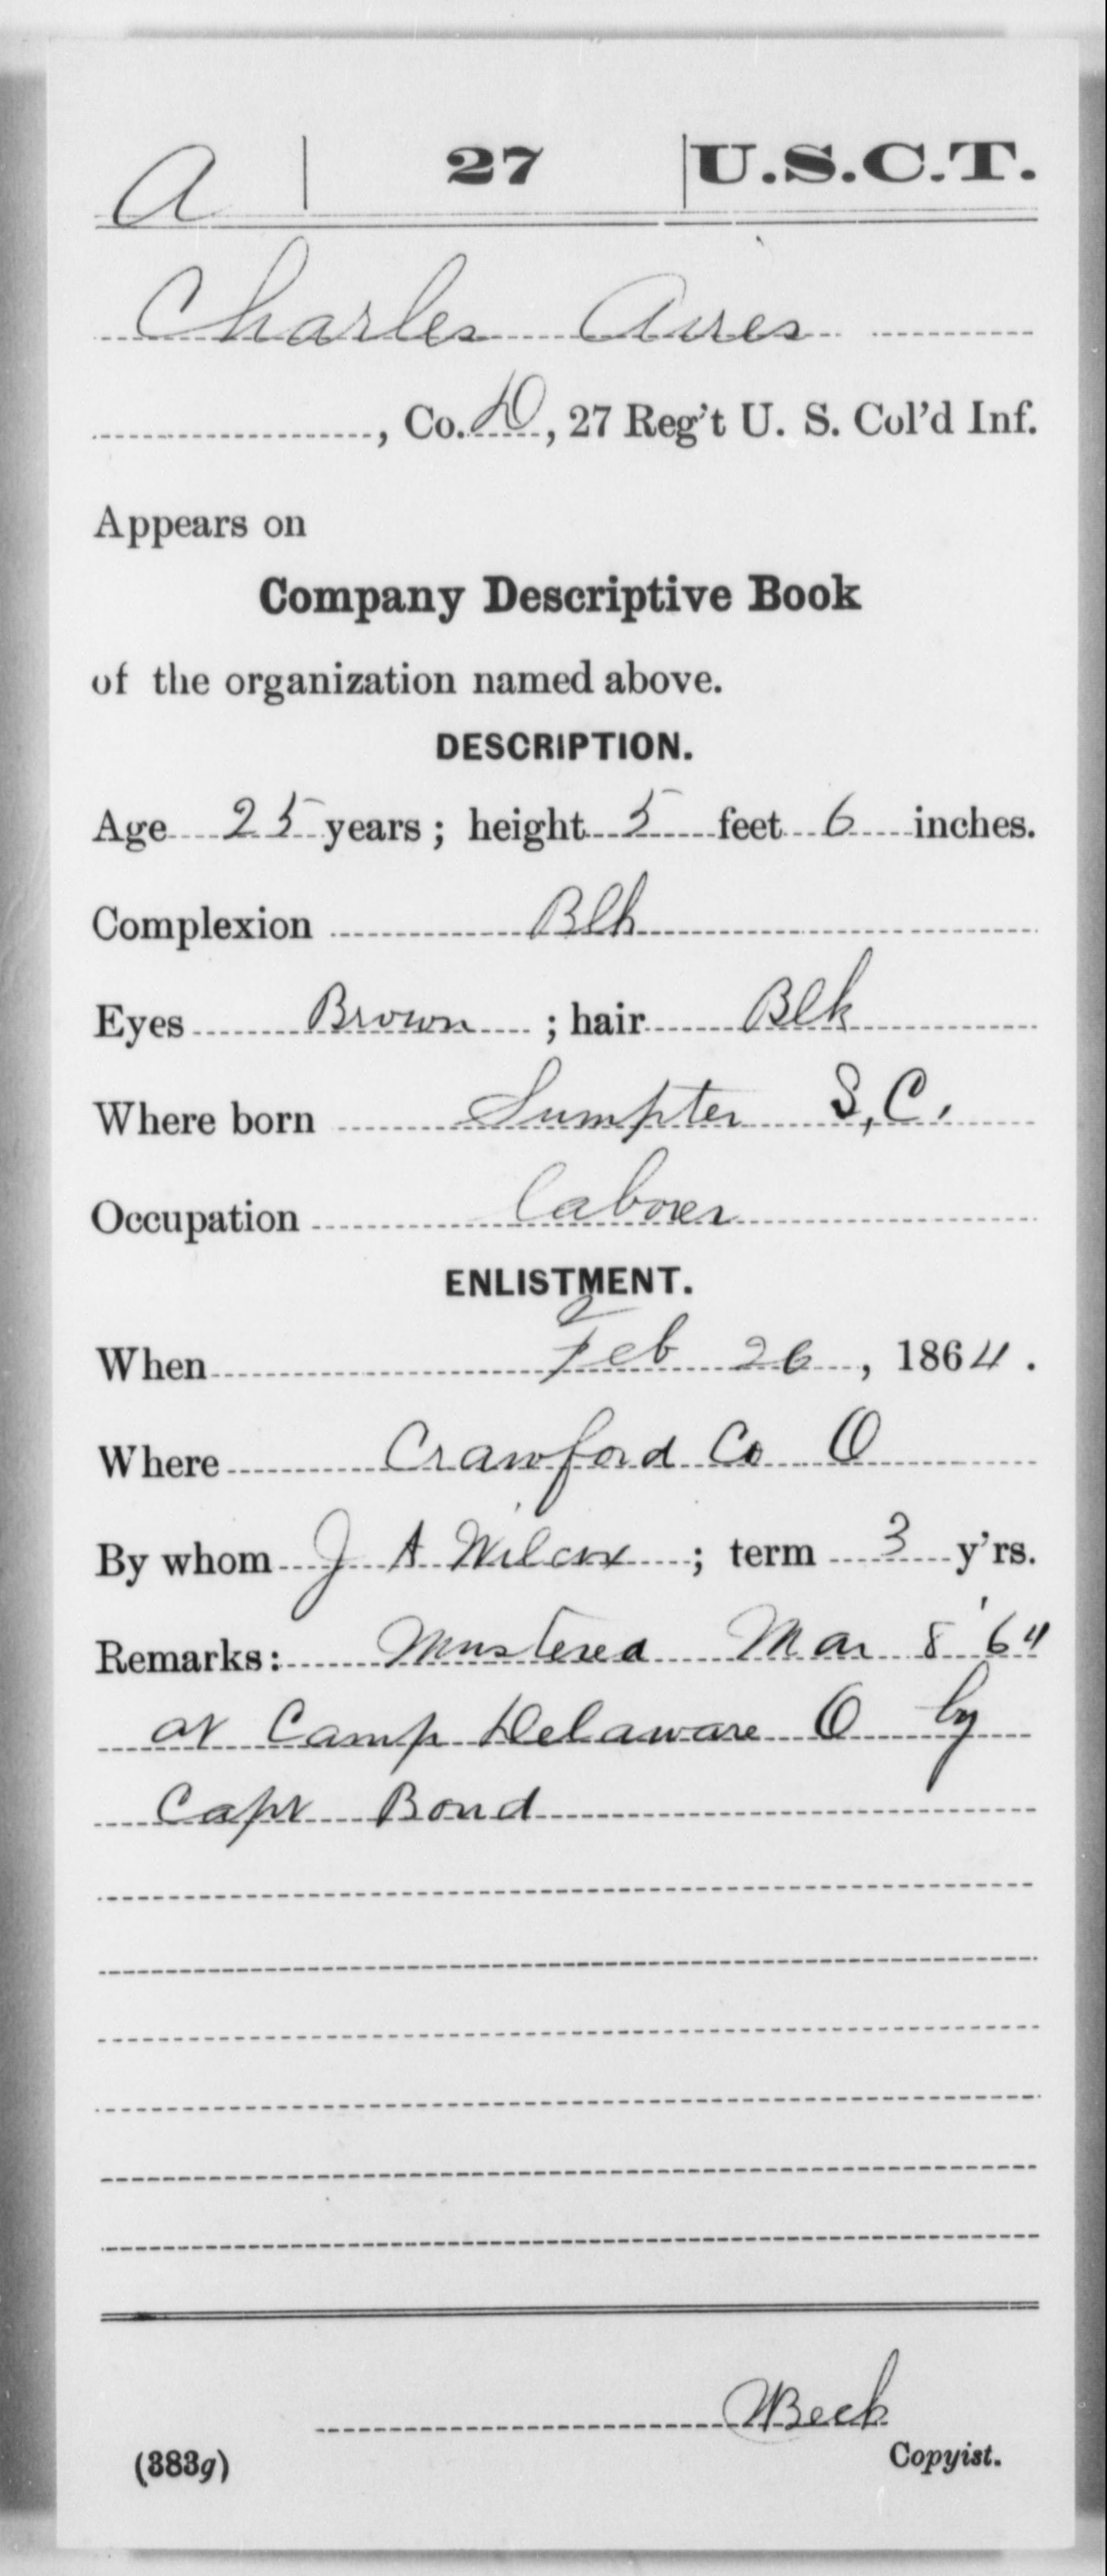 A | 27 | U.S.C.T.
Charles Aires
, Co. D, 27 Reg't U. S. Col'd Inf.
Appears on
Company Descriptive Book
of the organization named above.
DESCRIPTION.
Age 25 years; height 5 feet 6 inches.
Complexion Blk
Eyes Brown; hair Blk
Where born Sumpter S.C.
Occupation Laborer
ENLISTMENT.
When Feb 26, 1864.
Where Crawford Co O
By whom J A Wilcox; term 3 y'rs.
Remarks: Mustered Mar 8 '64
at Camp Delaware O by
Capt Bond
Beck
(383g) Copyist.